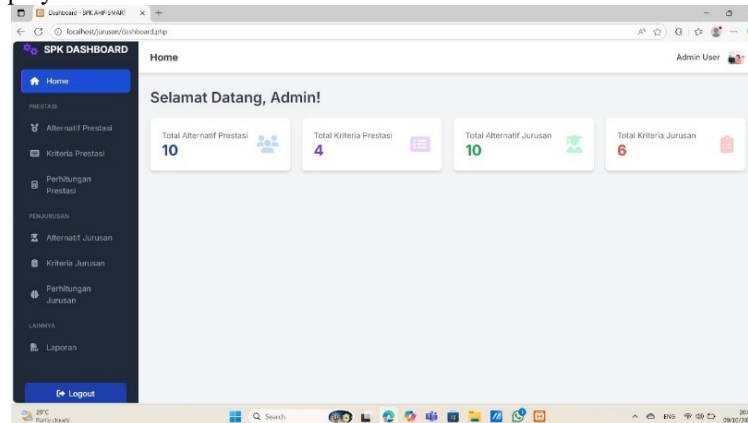 Dashboard - SPK AHP-SMART
localhost/jurusan/dashboard.php
SPK DASHBOARD
Home
Admin User
Home
PRESTASI
Alternatif Prestasi
Kriteria Prestasi
Perhitungan
Prestasi
PENJURUSAN
Alternatif Jurusan
Kriteria Jurusan
Perhitungan
Jurusan
LAINNYA
Laporan
Logout
Selamat Datang, Admin!
Total Alternatif Prestasi
10
Total Kriteria Prestasi
4
Total Alternatif Jurusan
10
Total Kriteria Jurusan
6
Partly cloudy
Search
ENG